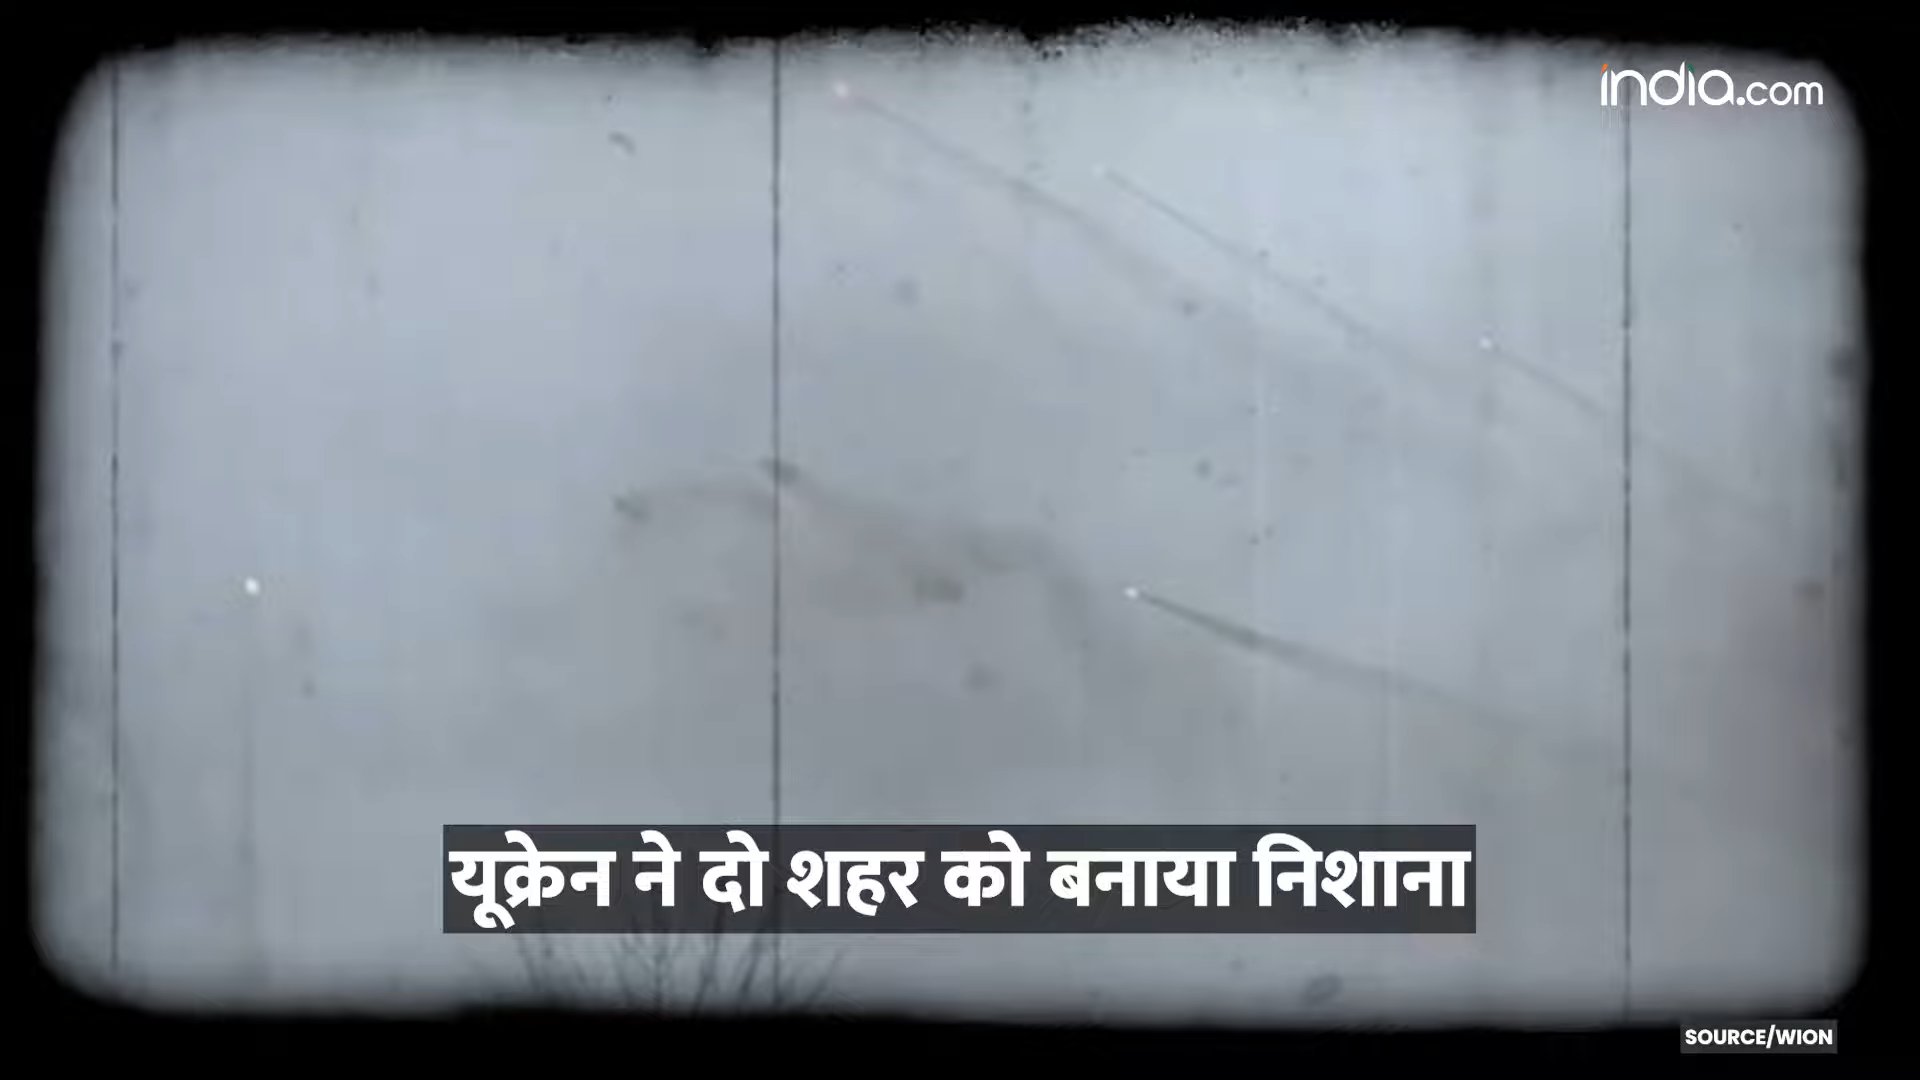 india.com
यूक्रेन ने दो शहर को बनाया निशाना
SOURCE/WION